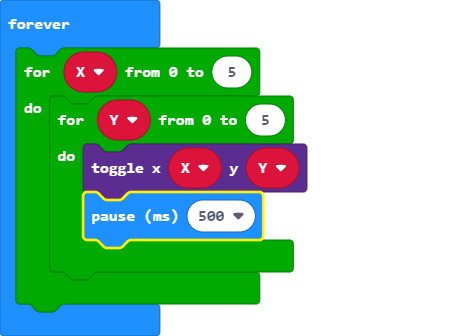 forever
for X from 0 to 5
do
for Y from 0 to 5
do
toggle x X y Y
pause (ms) 500